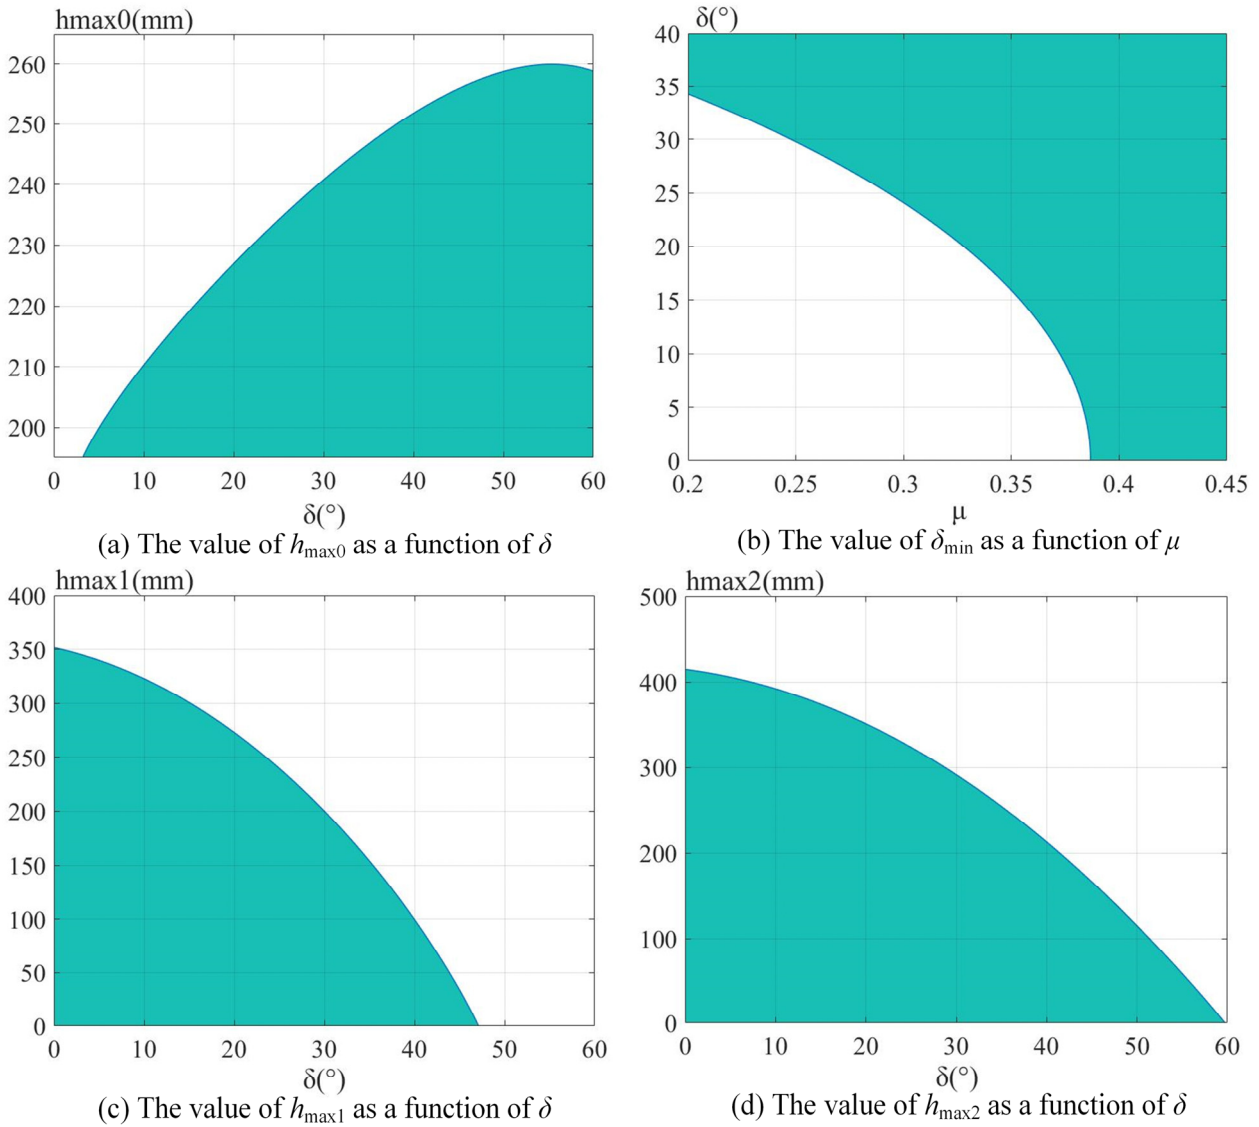 hmax0(mm)
260
250
240
230
220
210
200
0 10 20 30 40 50 60
δ(°)
(a) The value of hmax0 as a function of δ
δ(°)
40
35
30
25
20
15
10
5
0
0.2 0.25 0.3 0.35 0.4 0.45
μ
(b) The value of δmin as a function of μ
hmax1(mm)
400
350
300
250
200
150
100
50
0
0 10 20 30 40 50 60
δ(°)
(c) The value of hmax1 as a function of δ
hmax2(mm)
500
400
300
200
100
0
0 10 20 30 40 50 60
δ(°)
(d) The value of hmax2 as a function of δ